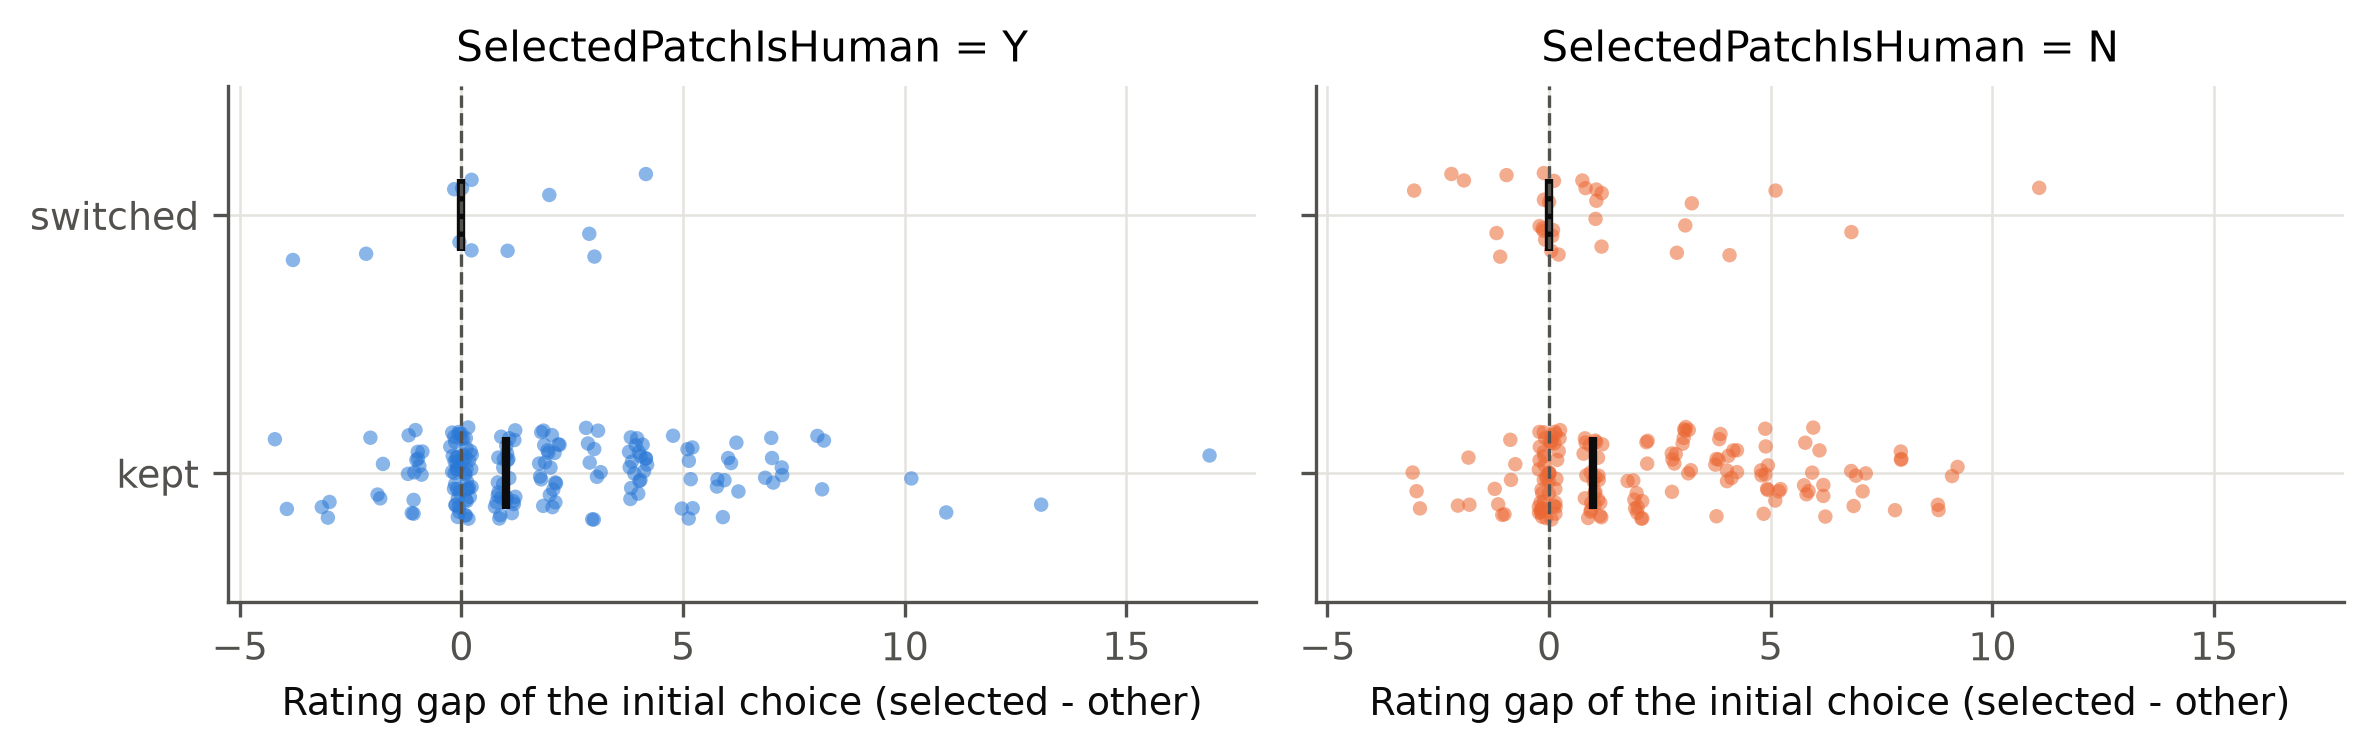 SelectedPatchIsHuman = Y
SelectedPatchIsHuman = N
switched
kept
−5 0 5 10 15
−5 0 5 10 15
Rating gap of the initial choice (selected - other)
Rating gap of the initial choice (selected - other)